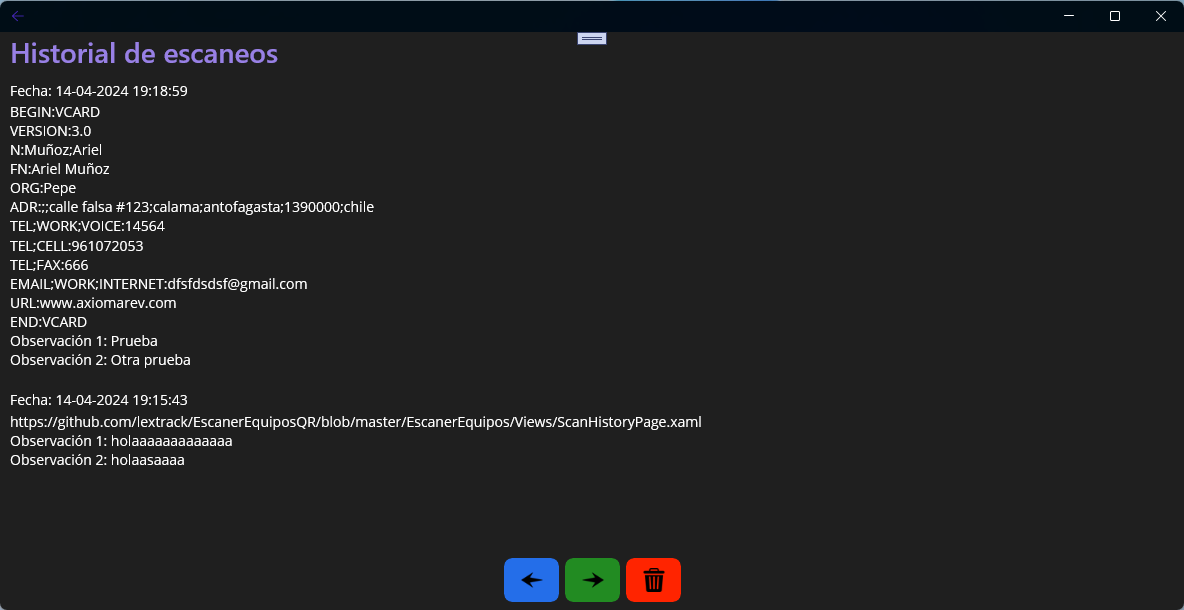 Historial de escaneos
Fecha: 14-04-2024 19:18:59
BEGIN:VCARD
VERSION:3.0
N:Muñoz;Ariel
FN:Ariel Muñoz
ORG:Pepe
ADR:;;calle falsa #123;calama;antofagasta;1390000;chile
TEL;WORK;VOICE:14564
TEL;CELL:961072053
TEL;FAX:666
EMAIL;WORK;INTERNET:dfsfdsdsf@gmail.com
URL:www.axiomarev.com
END:VCARD
Observación 1: Prueba
Observación 2: Otra prueba
Fecha: 14-04-2024 19:15:43
https://github.com/lextrack/EscanerEquiposQR/blob/master/EscanerEquipos/Views/ScanHistoryPage.xaml
Observación 1: holaaaaaaaaaaaaa
Observación 2: holaasaaaa